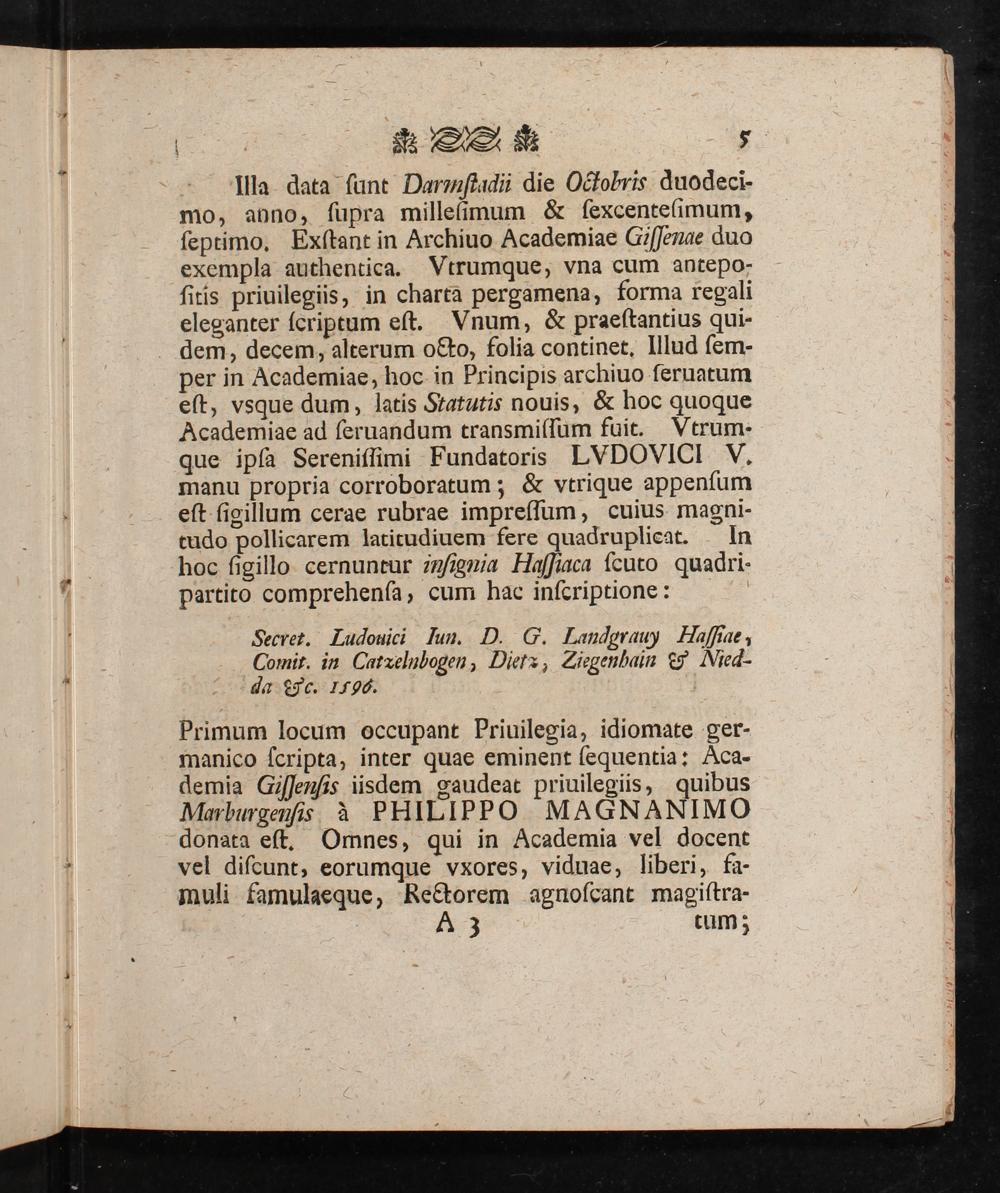 5
Illa data ſunt Darmſtadii die Octobris duodeci-
mo, anno, ſupra milleſimum & ſexcenteſimum,
ſeptimo. Exſtant in Archiuo Academiae Giſſenae duo
exempla authentica. Vtrumque, vna cum antepo-
ſitis priuilegiis, in charta pergamena, forma regali
eleganter ſcriptum eſt. Vnum, & praeſtantius qui-
dem, decem, alterum octo, folia continet. Illud ſem-
per in Academiae, hoc in Principis archiuo ſeruatum
eſt, vsque dum, latis Statutis nouis, & hoc quoque
Academiae ad ſeruandum transmiſſum fuit. Vtrum-
que ipſa Sereniſſimi Fundatoris LVDOVICI V.
manu propria corroboratum; & vtrique appenſum
eſt ſigillum cerae rubrae impreſſum, cuius magni-
tudo pollicarem latitudiuem fere quadruplicat. In
hoc ſigillo cernuntur inſignia Haſſiaca ſcuto quadri-
partito comprehenſa, cum hac inſcriptione:
Secret. Ludouici Iun. D. G. Landgrauy Haſſiae,
Comit. in Catzelnbogen, Dietz, Ziegenhain & Nied-
da &c. 1596.
Primum locum occupant Priuilegia, idiomate ger-
manico ſcripta, inter quae eminent ſequentia: Aca-
demia Giſſenſis iisdem gaudeat priuilegiis, quibus
Marburgenſis à PHILIPPO MAGNANIMO
donata eſt. Omnes, qui in Academia vel docent
vel diſcunt, eorumque vxores, viduae, liberi, fa-
muli famulaeque, Rectorem agnoſcant magiſtra-
A 3 tum;